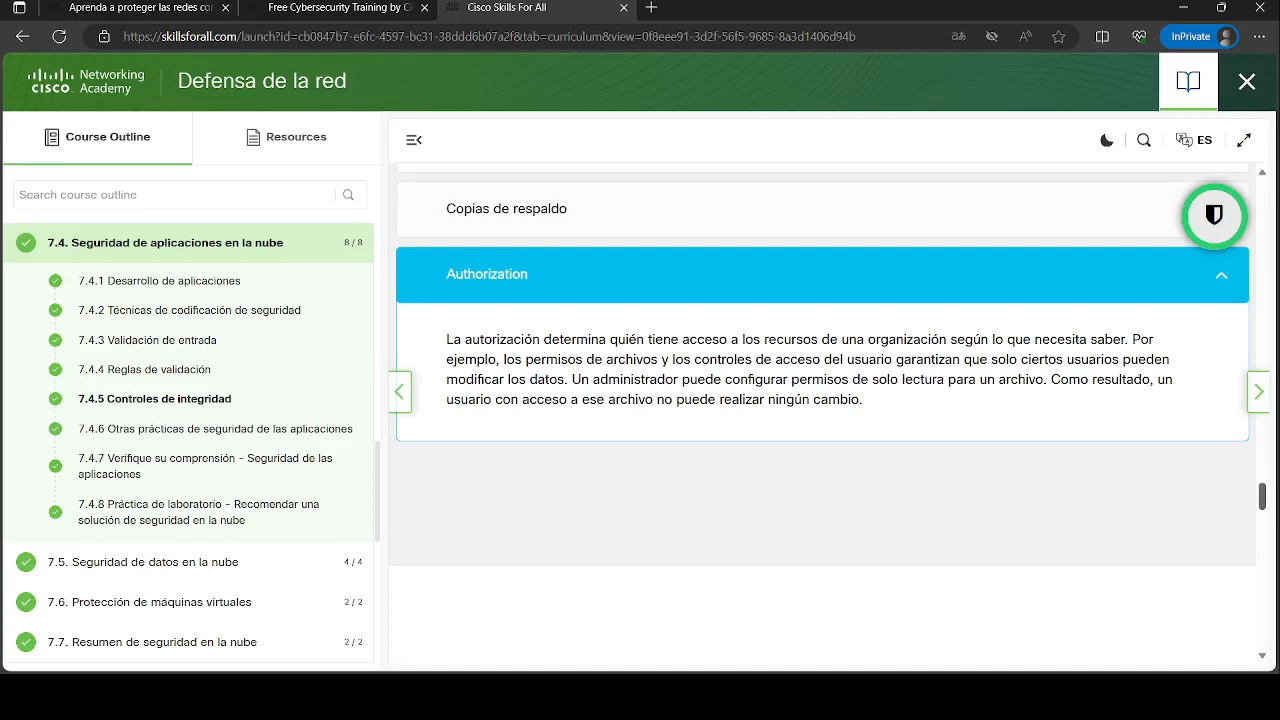 Aprenda a proteger las redes cor
Free Cybersecurity Training by Ci
Cisco Skills For All
https://skillsforall.com/launch?id=cb0847b7-e6fc-4597-bc31-38ddd6b07a2f&tab=curriculum&view=0f8eee91-3d2f-56f5-9685-8a3d1406d94b
InPrivate
Networking
CISCO Academy
Defensa de la red
Course Outline
Resources
ES
Search course outline
7.4. Seguridad de aplicaciones en la nube 8 / 8
7.4.1 Desarrollo de aplicaciones
7.4.2 Técnicas de codificación de seguridad
7.4.3 Validación de entrada
7.4.4 Reglas de validación
7.4.5 Controles de integridad
7.4.6 Otras prácticas de seguridad de las aplicaciones
7.4.7 Verifique su comprensión - Seguridad de las
aplicaciones
7.4.8 Práctica de laboratorio - Recomendar una
solución de seguridad en la nube
7.5. Seguridad de datos en la nube 4 / 4
7.6. Protección de máquinas virtuales 2 / 2
7.7. Resumen de seguridad en la nube 2 / 2
Copias de respaldo
Authorization
La autorización determina quién tiene acceso a los recursos de una organización según lo que necesita saber. Por
ejemplo, los permisos de archivos y los controles de acceso del usuario garantizan que solo ciertos usuarios pueden
modificar los datos. Un administrador puede configurar permisos de solo lectura para un archivo. Como resultado, un
usuario con acceso a ese archivo no puede realizar ningún cambio.